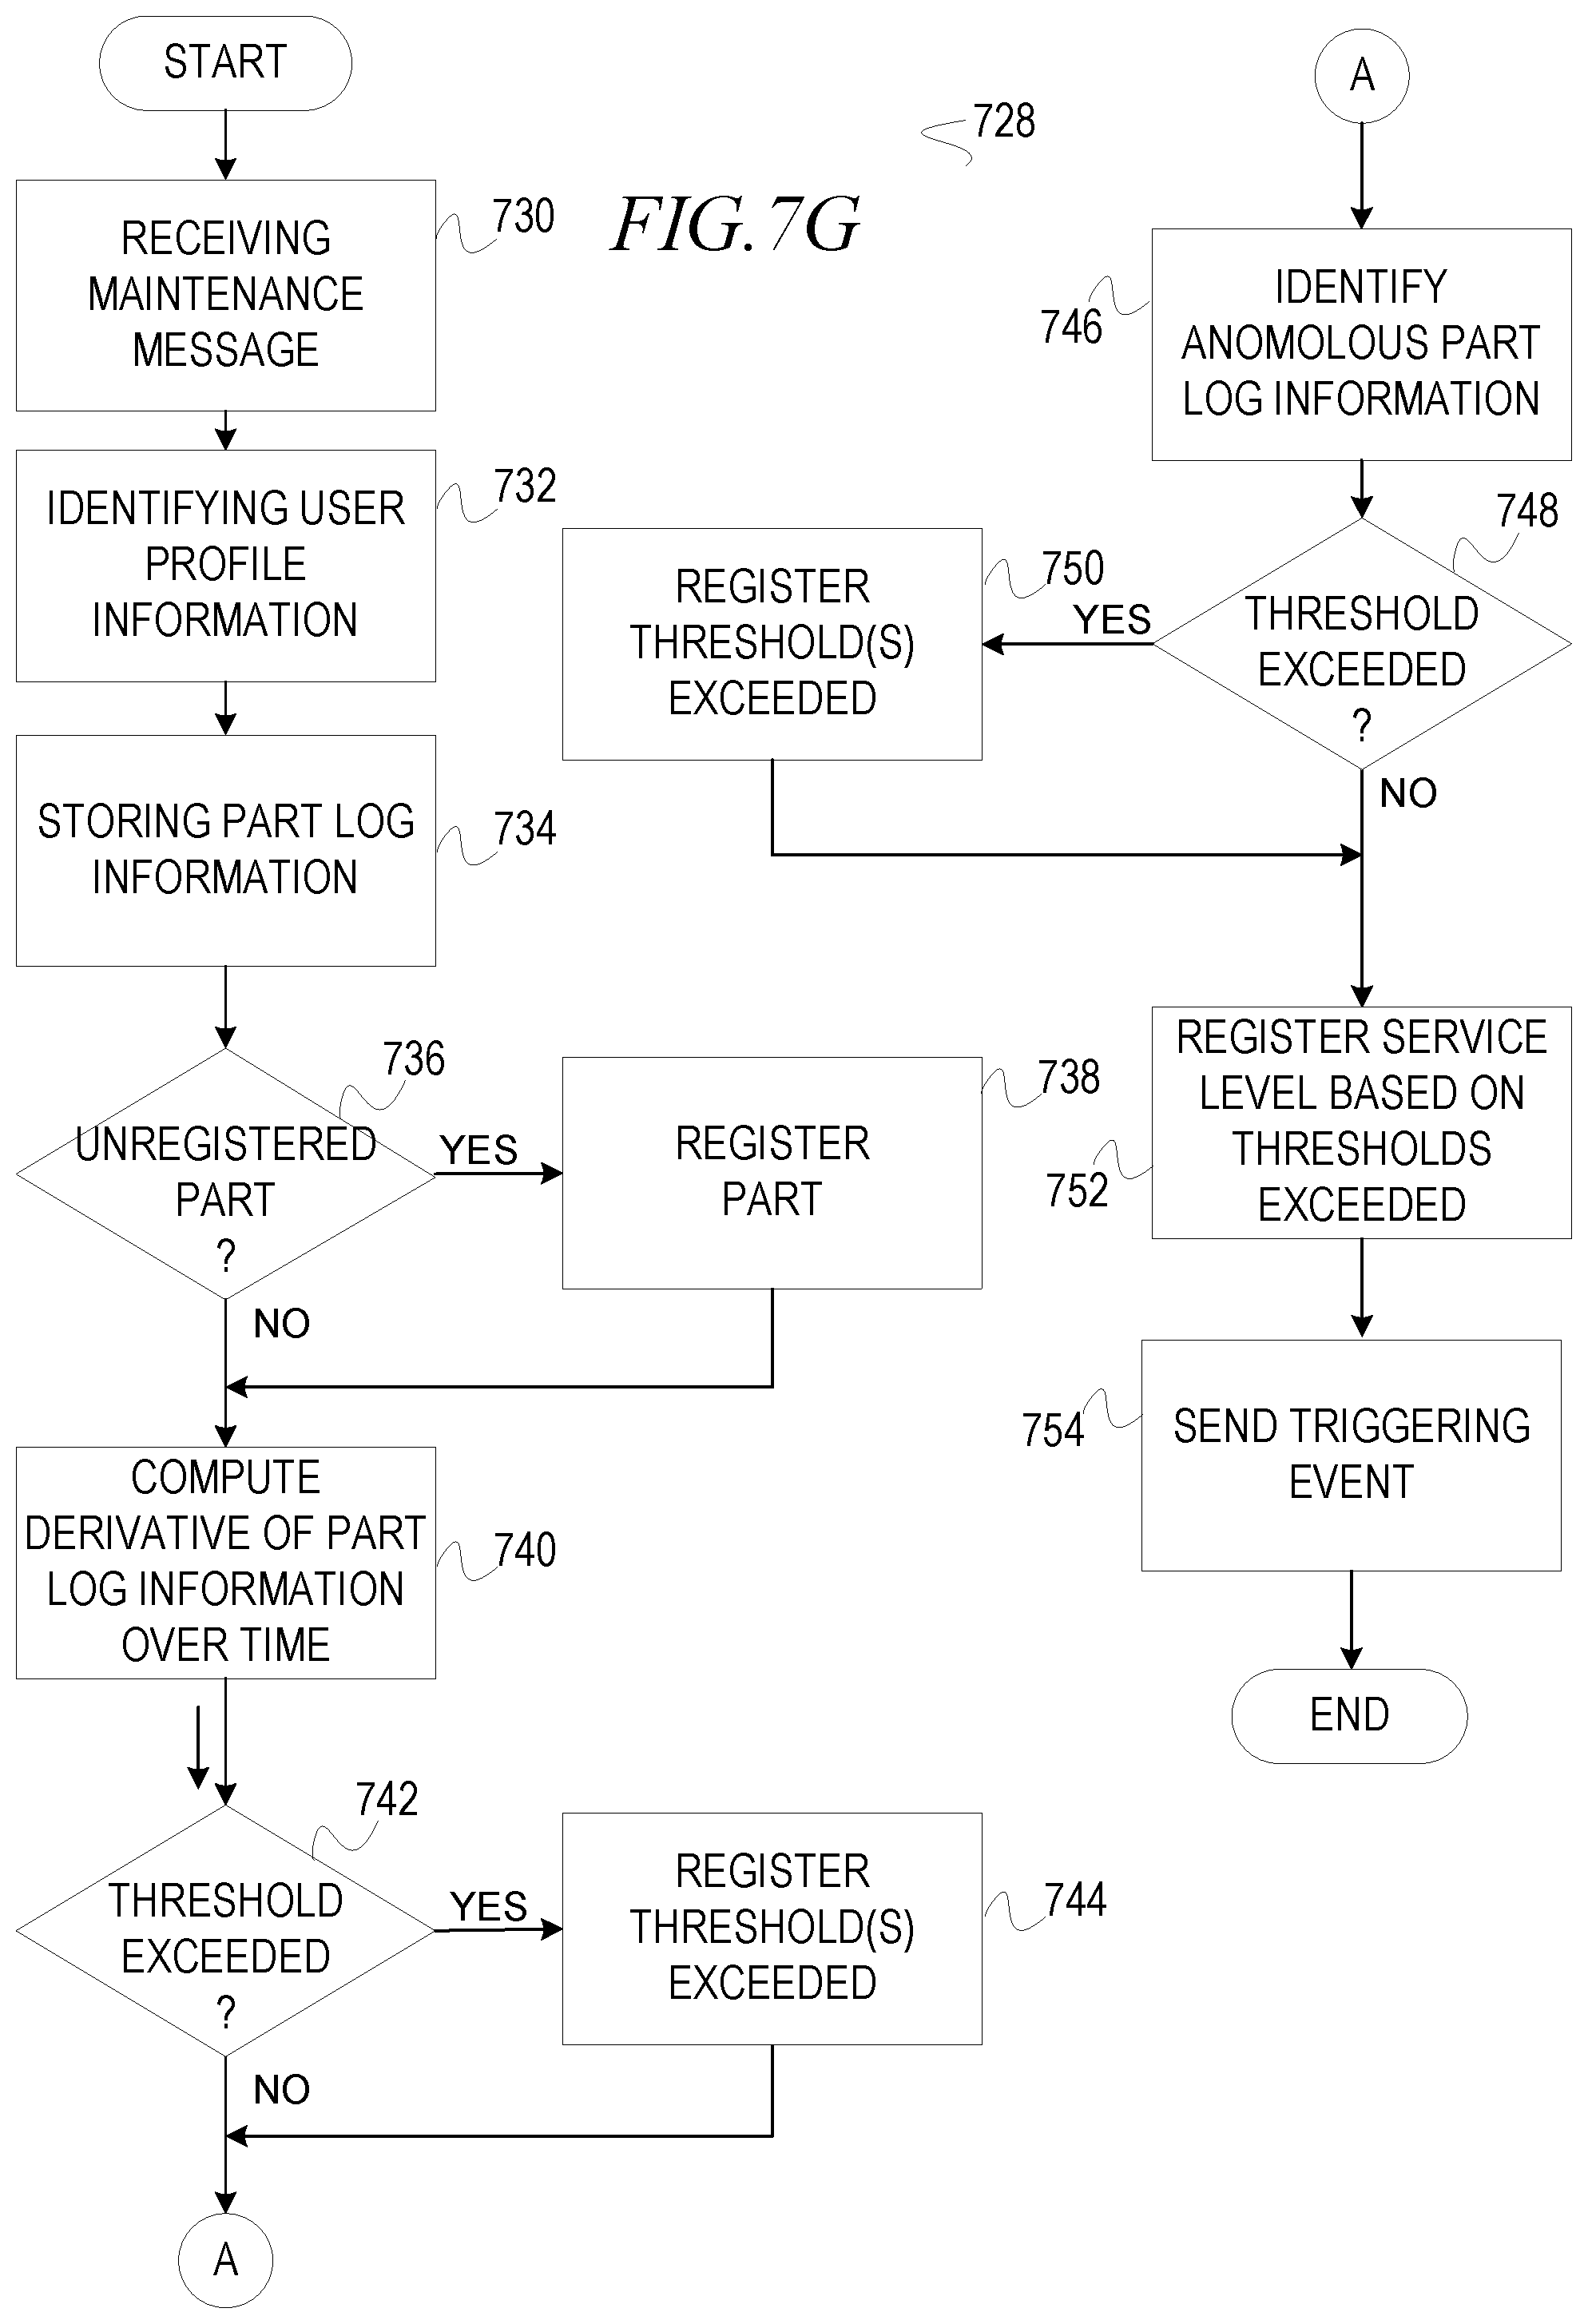 START
730
RECEIVING
MAINTENANCE
MESSAGE
732
IDENTIFYING USER
PROFILE
INFORMATION
734
STORING PART LOG
INFORMATION
736
UNREGISTERED
PART
?
YES
NO
738
REGISTER
PART
740
COMPUTE
DERIVATIVE OF PART
LOG INFORMATION
OVER TIME
742
THRESHOLD
EXCEEDED
?
YES
NO
744
REGISTER
THRESHOLD(S)
EXCEEDED
A
728
FIG. 7G
A
746
IDENTIFY
ANOMOLOUS PART
LOG INFORMATION
748
THRESHOLD
EXCEEDED
?
YES
NO
750
REGISTER
THRESHOLD(S)
EXCEEDED
752
REGISTER SERVICE
LEVEL BASED ON
THRESHOLDS
EXCEEDED
754
SEND TRIGGERING
EVENT
END